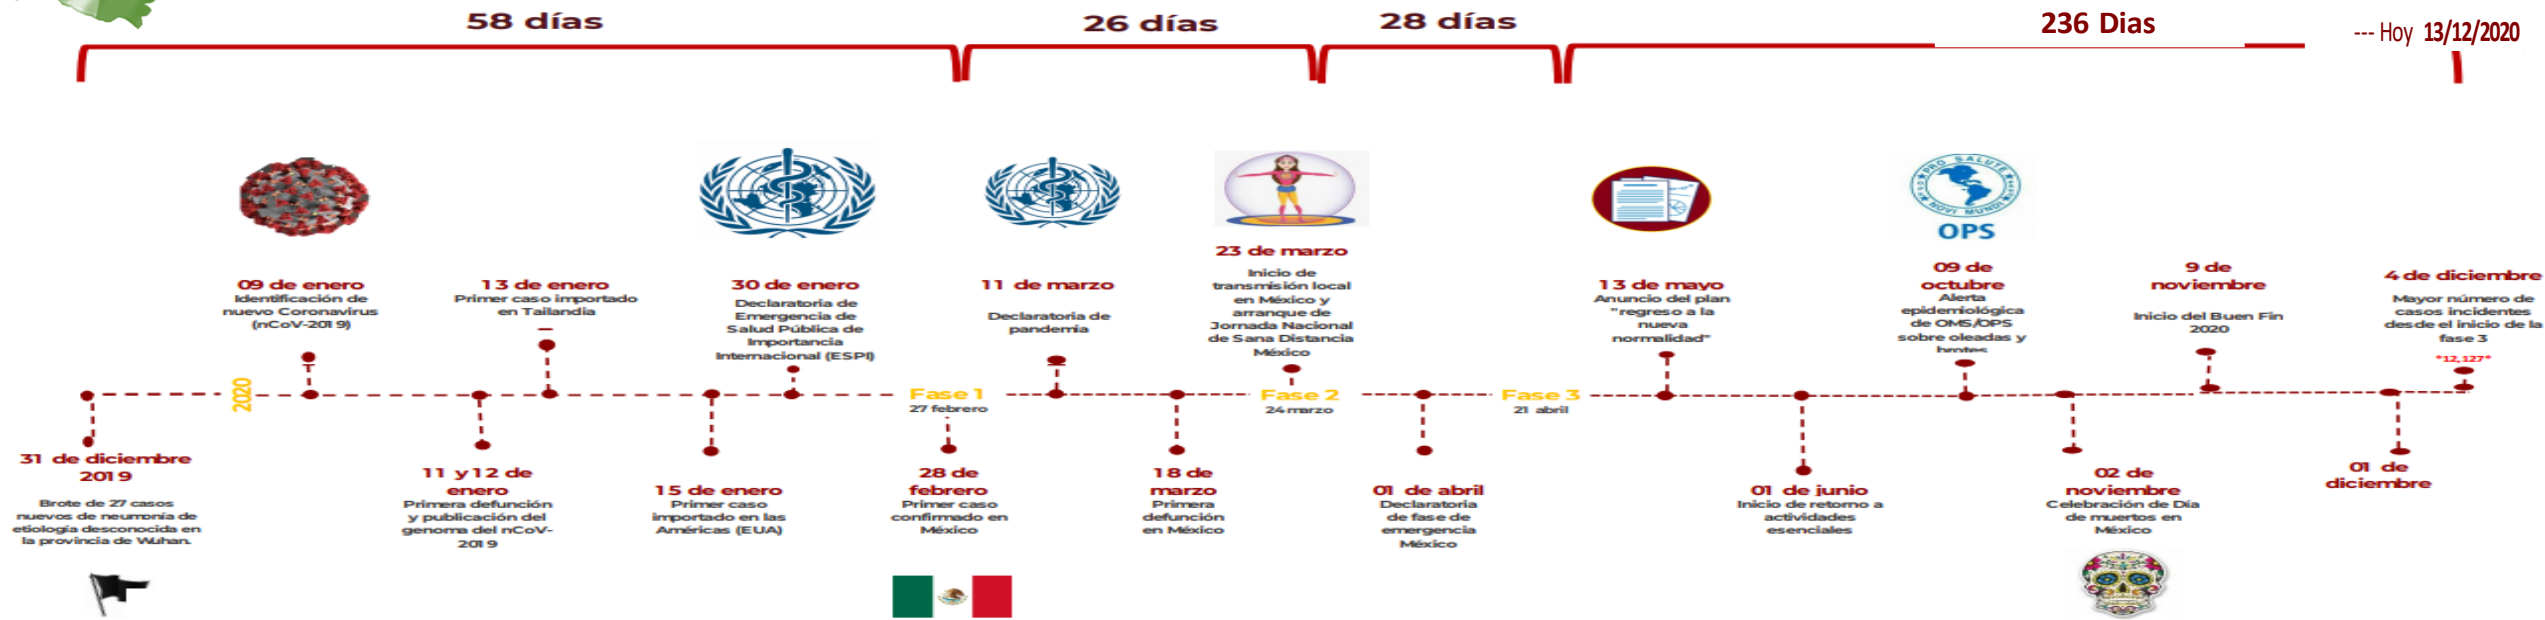 58 días
26 días
28 días
236 Dias
--- Hoy 13/12/2020
PRO SALUTE
NOVI MUNDI
OPS
09 de enero
Identificación de
nuevo Coronavirus
(nCoV-2019)
13 de enero
Primer caso importado
en Tailandia
30 de enero
Declaratoria de
Emergencia de
Salud Pública de
Importancia
Internacional (ESPI)
11 de marzo
Declaratoria de
pandemia
23 de marzo
Inicio de
transmisión local
en México y
arranque de
Jornada Nacional
de Sana Distancia
México
13 de mayo
Anuncio del plan
"regreso a la
nueva
normalidad"
09 de
octubre
Alerta
epidemiológica
de OMS/OPS
sobre oleadas y
brotes
9 de
noviembre
Inicio del Buen Fin
2020
4 de diciembre
Mayor número de
casos incidentes
desde el inicio de la
fase 3
*12,127*
2020
Fase 1
27 febrero
Fase 2
24 marzo
Fase 3
21 abril
31 de diciembre
2019
Brote de 27 casos
nuevos de neumonía de
etiología desconocida en
la provincia de Wuhan.
11 y 12 de
enero
Primera defunción
y publicación del
genoma del nCoV-
2019
15 de enero
Primer caso
importado en las
Américas (EUA)
28 de
febrero
Primer caso
confirmado en
México
18 de
marzo
Primera
defunción
en México
01 de abril
Declaratoria
de fase de
emergencia
México
01 de junio
Inicio de retorno a
actividades
esenciales
02 de
noviembre
Celebración de Día
de muertos en
México
01 de
diciembre